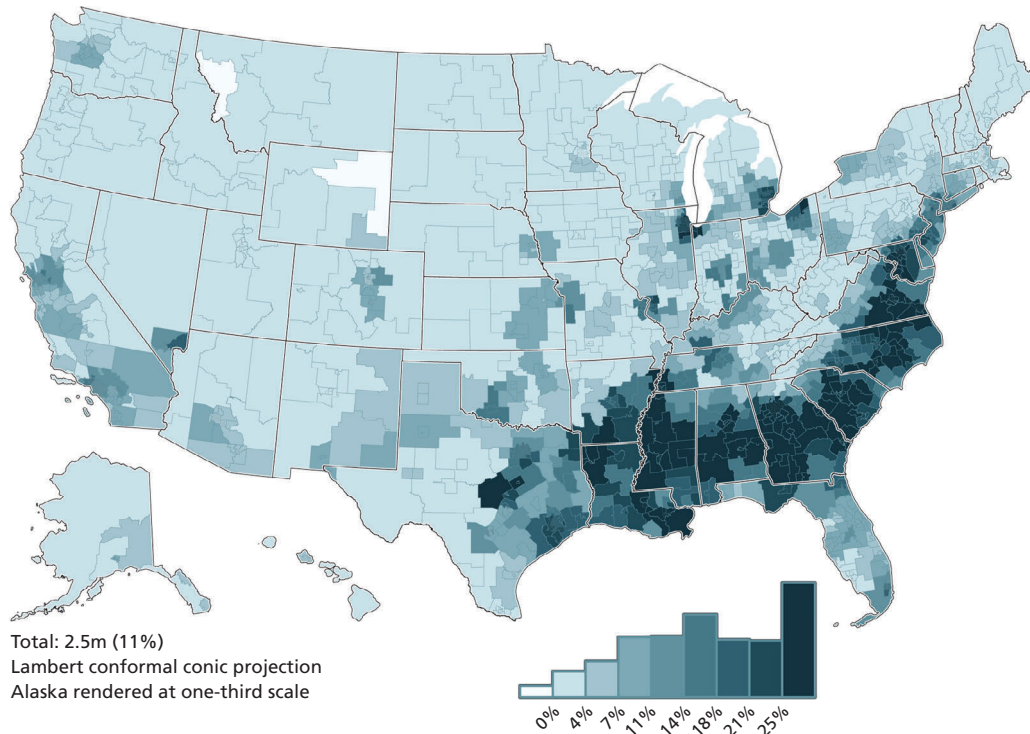 Total: 2.5m (11%)
Lambert conformal conic projection
Alaska rendered at one-third scale
0% 4% 7% 11% 14% 18% 21% 25%